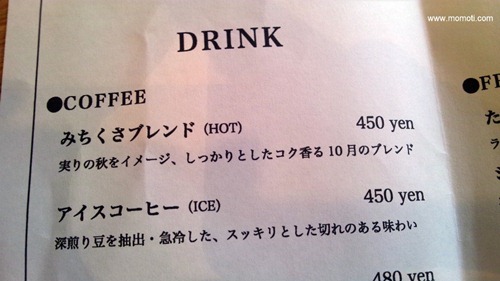 www.momoti.com
DRINK
●COFFEE
みちくさブレンド (HOT) 450 yen
実りの秋をイメージ、しっかりとしたコク香る10月のブレンド
アイスコーヒー (ICE) 450 yen
深煎り豆を抽出・急冷した、スッキリとした切れのある味わい
480 yen